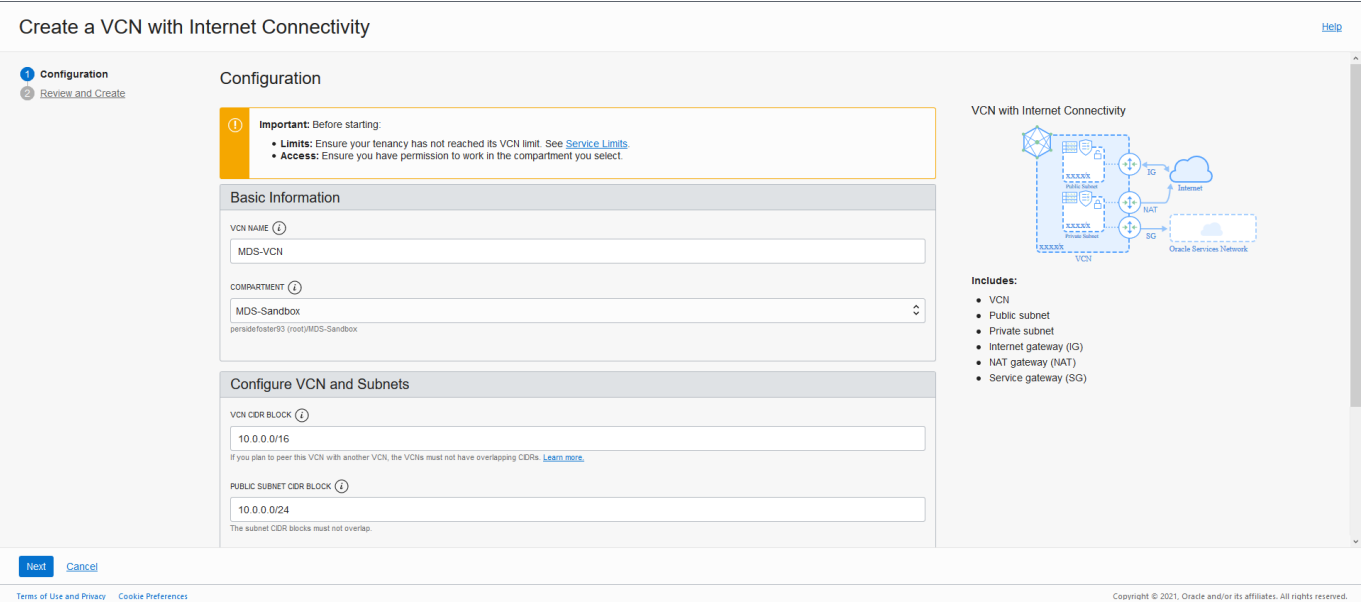 Create a VCN with Internet Connectivity
Help
1 Configuration
2 Review and Create
Configuration
Important: Before starting:
• Limits: Ensure your tenancy has not reached its VCN limit. See Service Limits.
• Access: Ensure you have permission to work in the compartment you select.
Basic Information
VCN NAME
MDS-VCN
COMPARTMENT
MDS-Sandbox
persidefoster93 (root)/MDS-Sandbox
Configure VCN and Subnets
VCN CIDR BLOCK
10.0.0.0/16
If you plan to peer this VCN with another VCN, the VCNs must not have overlapping CIDRs. Learn more.
PUBLIC SUBNET CIDR BLOCK
10.0.0.0/24
The subnet CIDR blocks must not overlap.
VCN with Internet Connectivity
xxxx/x
Public Subnet
IG
Internet
NAT
xxxx/x
Private Subnet
SG
xxxx/x
VCN
Oracle Services Network
Includes:
• VCN
• Public subnet
• Private subnet
• Internet gateway (IG)
• NAT gateway (NAT)
• Service gateway (SG)
Next Cancel
Terms of Use and Privacy Cookie Preferences
Copyright © 2021, Oracle and/or its affiliates. All rights reserved.